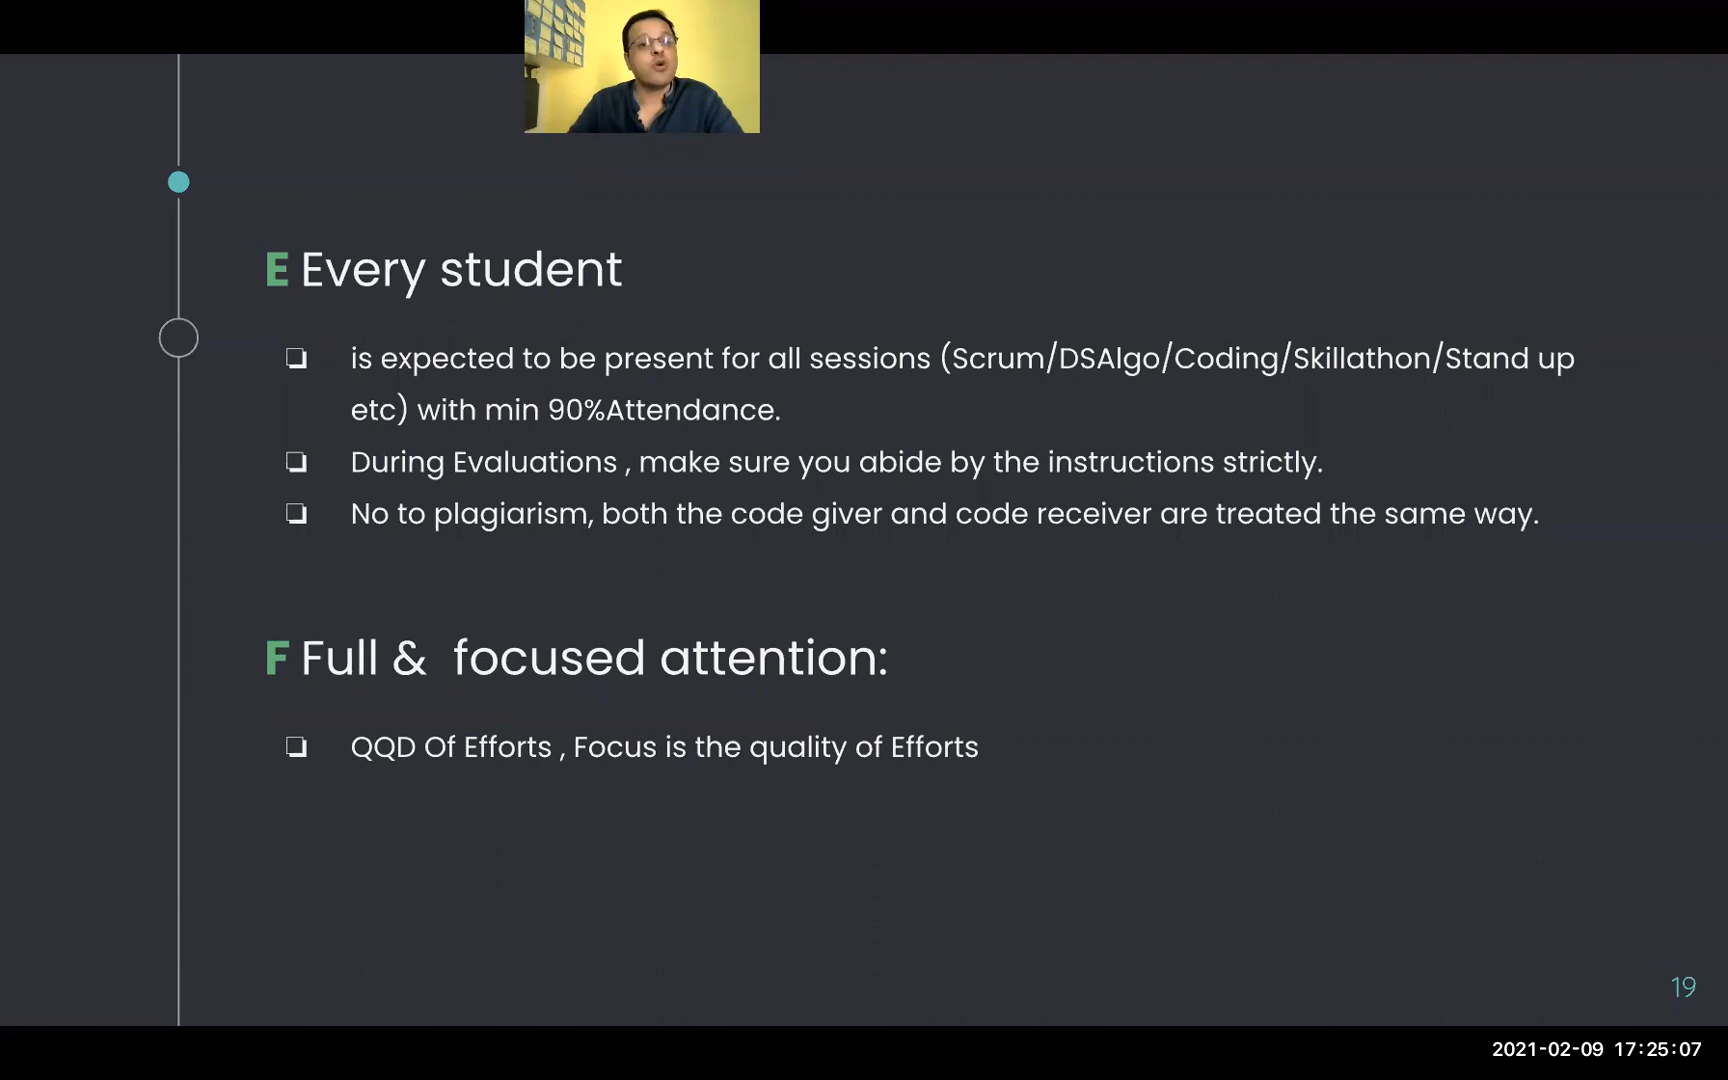 E Every student
❏ is expected to be present for all sessions (Scrum/DSAlgo/Coding/Skillathon/Stand up
etc) with min 90%Attendance.
❏ During Evaluations , make sure you abide by the instructions strictly.
❏ No to plagiarism, both the code giver and code receiver are treated the same way.
F Full &  focused attention:
❏ QQD Of Efforts , Focus is the quality of Efforts
19
2021-02-09 17:25:07